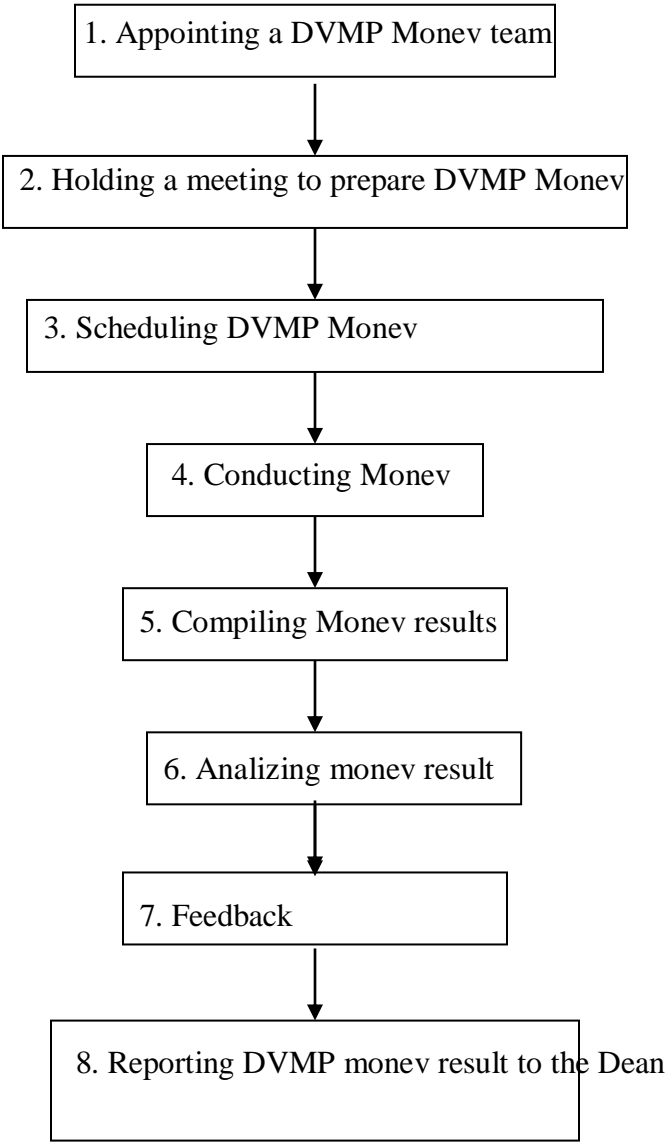 1. Appointing a DVMP Monev team
2. Holding a meeting to prepare DVMP Monev
3. Scheduling DVMP Monev
4. Conducting Monev
5. Compiling Monev results
6. Analizing monev result
7. Feedback
8. Reporting DVMP monev result to the Dean